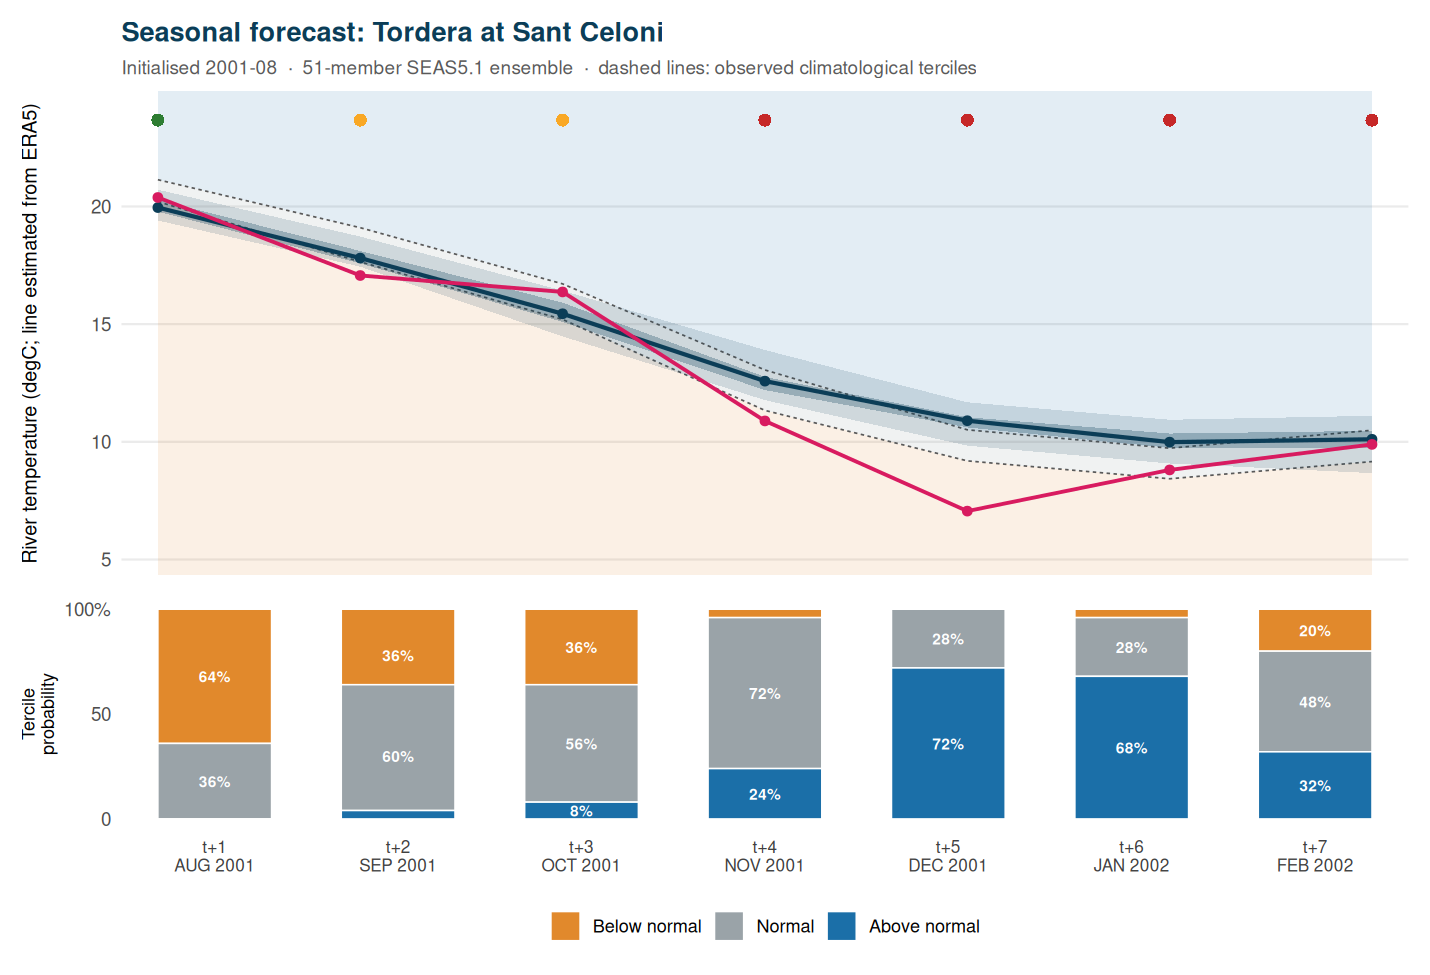 Seasonal forecast: Tordera at Sant Celoni
Initialised 2001-08 · 51-member SEAS5.1 ensemble · dashed lines: observed climatological terciles
River temperature (degC; line estimated from ERA5)
20
15
10
5
Tercile
probability
100%
50
0
64%
36%
36%
60%
36%
56%
8%
72%
24%
28%
72%
28%
68%
20%
48%
32%
t+1
AUG 2001
t+2
SEP 2001
t+3
OCT 2001
t+4
NOV 2001
t+5
DEC 2001
t+6
JAN 2002
t+7
FEB 2002
Below normal
Normal
Above normal